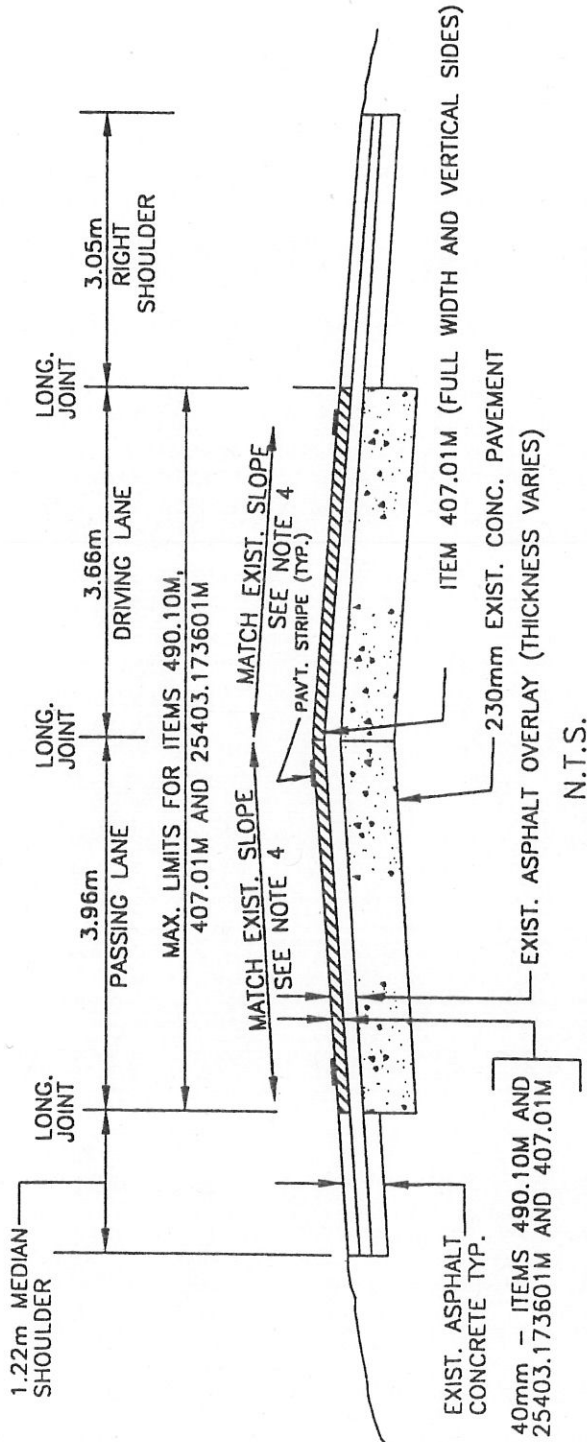 1.22m MEDIAN
SHOULDER
LONG.
JOINT
3.96m
PASSING LANE
LONG.
JOINT
3.66m
DRIVING LANE
LONG.
JOINT
3.05m
RIGHT
SHOULDER
MAX. LIMITS FOR ITEMS 490.10M,
407.01M AND 25403.173601M
MATCH EXIST. SLOPE
SEE NOTE 4
MATCH EXIST. SLOPE
SEE NOTE 4
PAV'T. STRIPE (TYP.)
EXIST. ASPHALT
CONCRETE TYP.
40mm - ITEMS 490.10M AND
25403.173601M AND 407.01M
ITEM 407.01M (FULL WIDTH AND VERTICAL SIDES)
230mm EXIST. CONC. PAVEMENT
EXIST. ASPHALT OVERLAY (THICKNESS VARIES)
N.T.S.